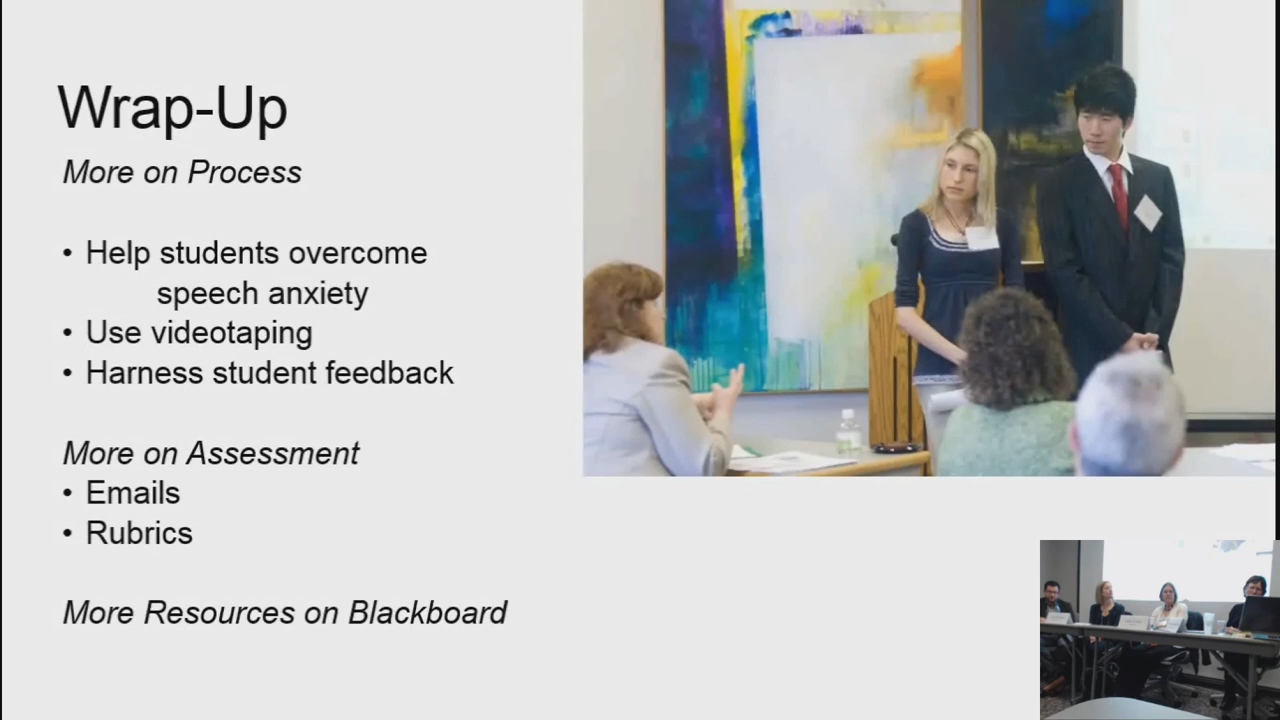 Wrap-Up
More on Process
• Help students overcome
speech anxiety
• Use videotaping
• Harness student feedback
More on Assessment
• Emails
• Rubrics
More Resources on Blackboard